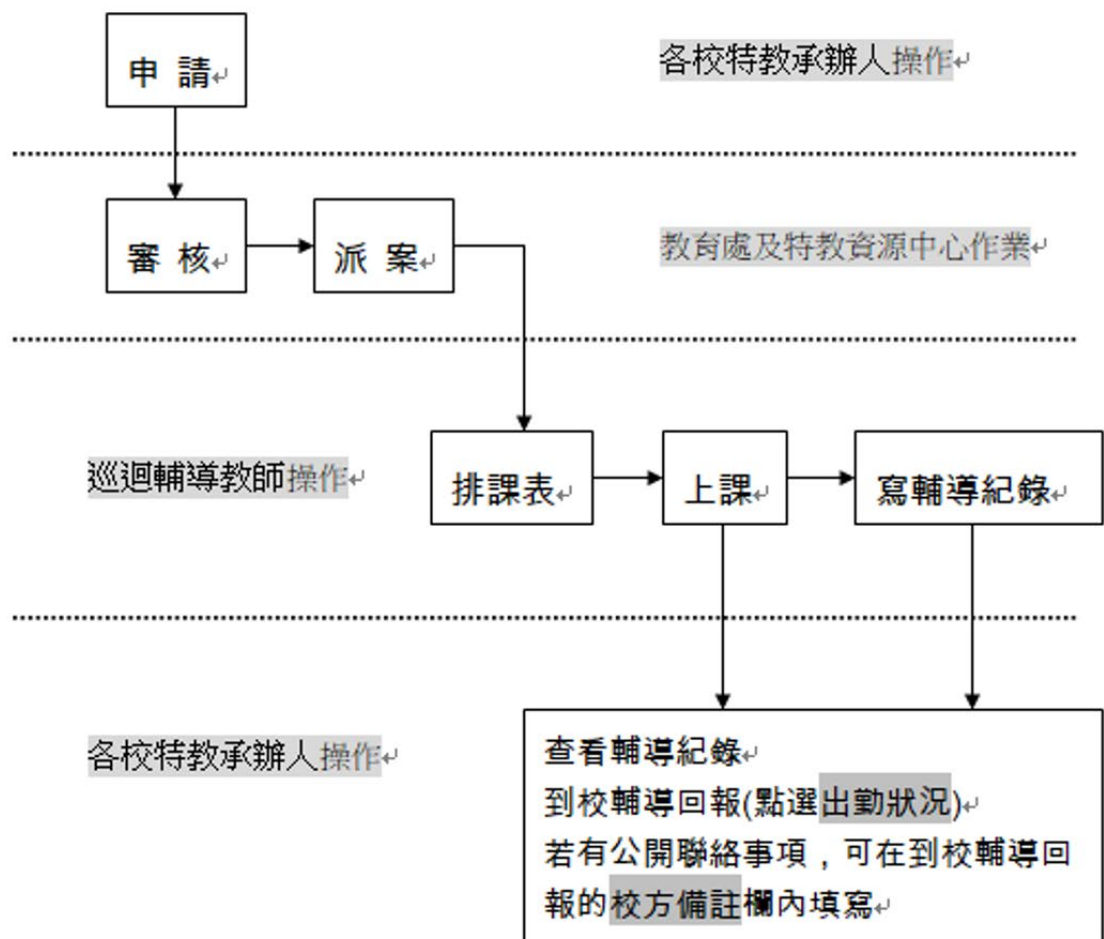 申 請
各校特教承辦人操作
審 核
派 案
教育處及特教資源中心作業
巡迴輔導教師操作
排課表
上課
寫輔導紀錄
各校特教承辦人操作
查看輔導紀錄
到校輔導回報(點選出勤狀況)
若有公開聯絡事項，可在到校輔導回
報的校方備註欄內填寫